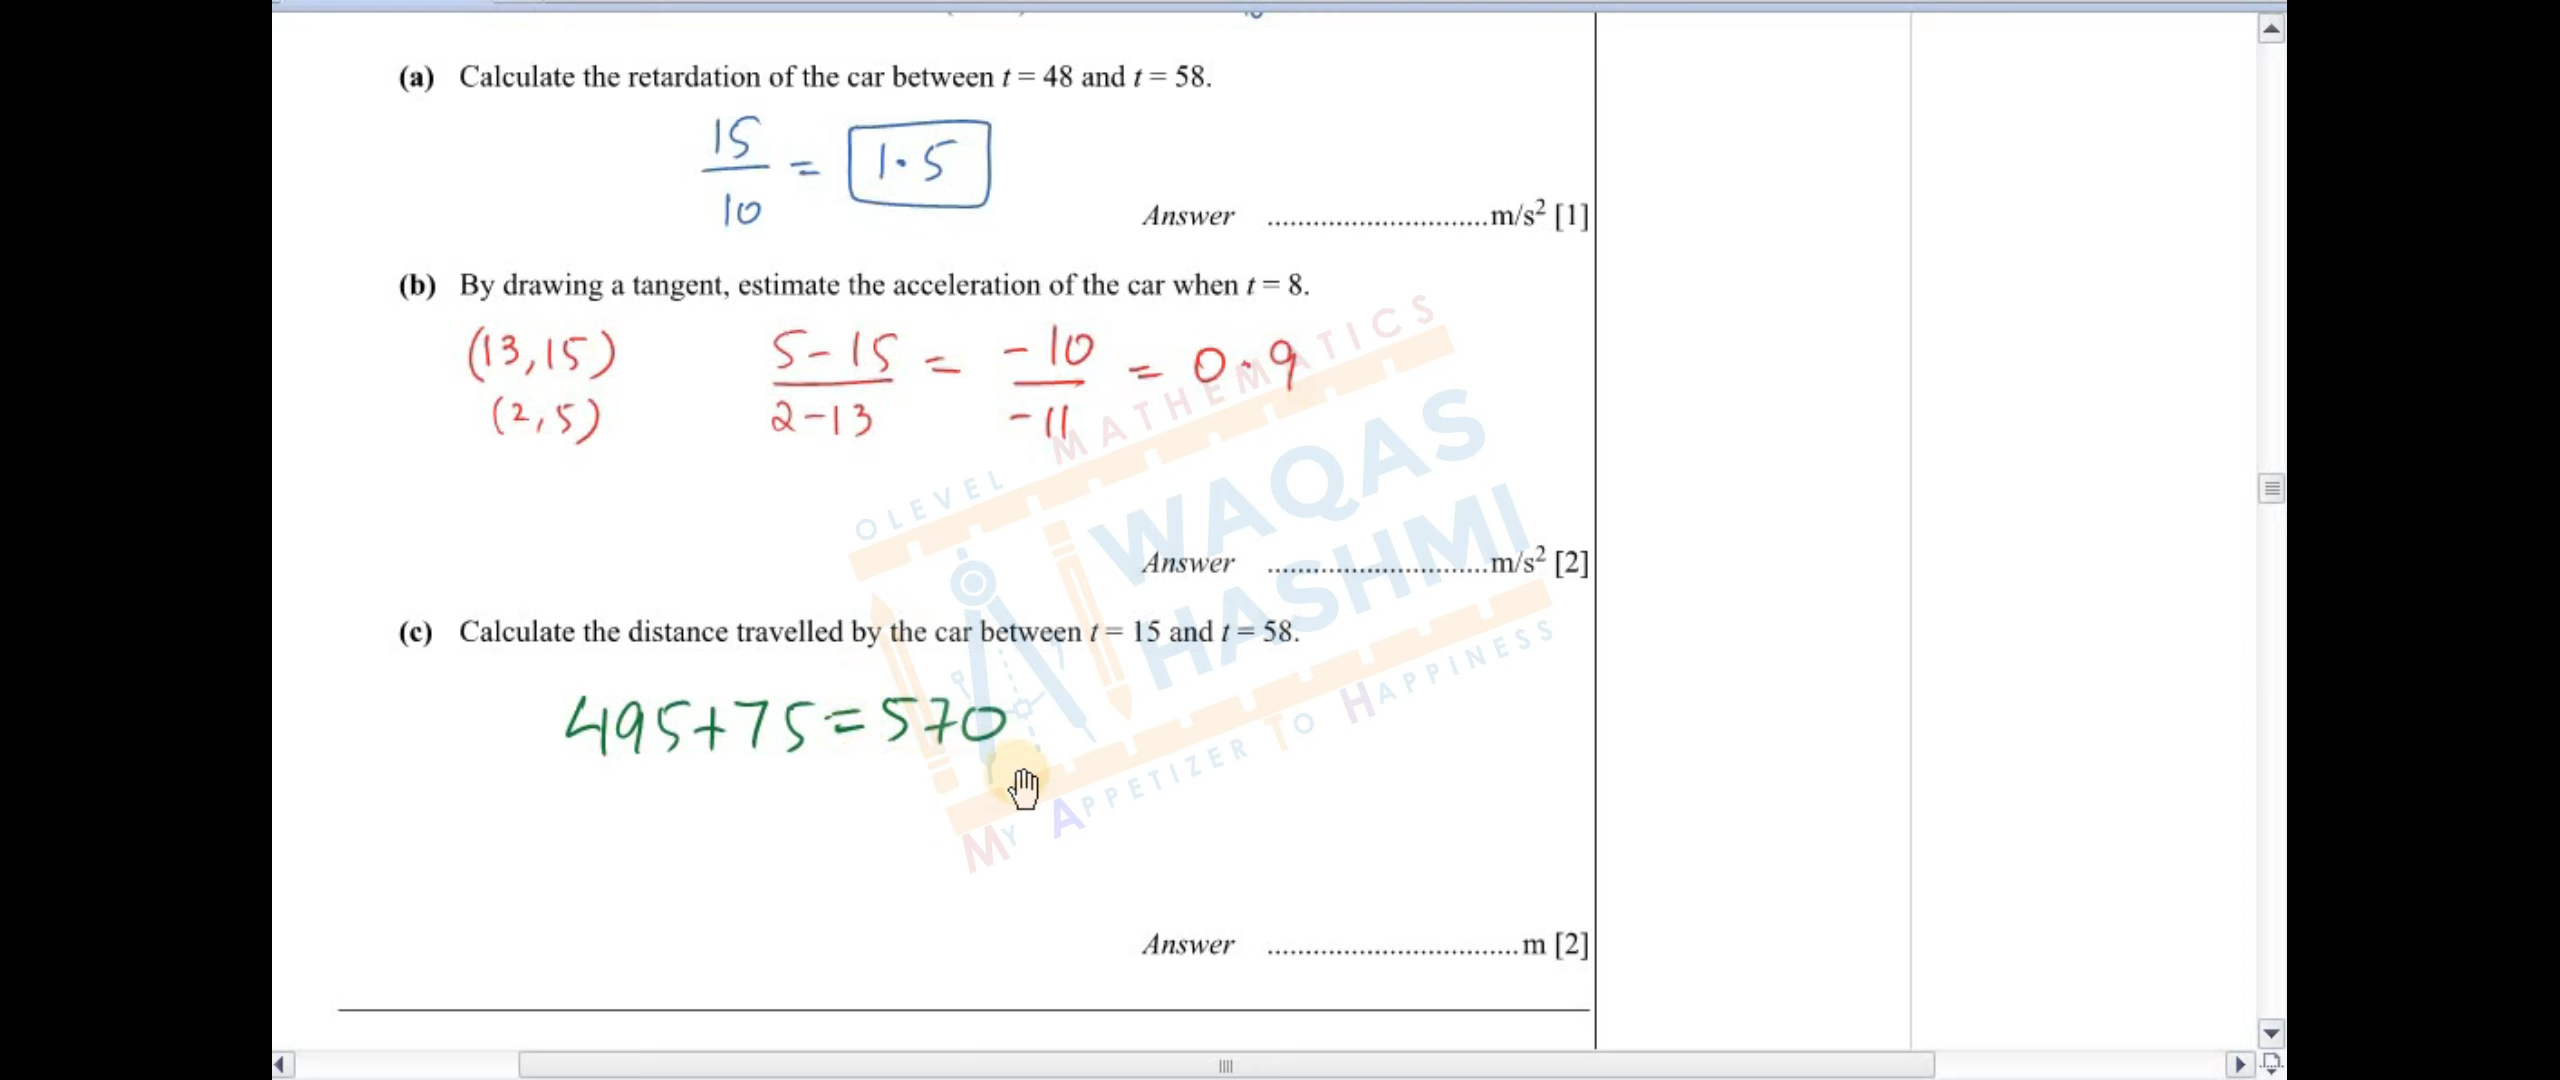 (a) Calculate the retardation of the car between t = 48 and t = 58.
15/10 = 1.5
Answer ............................. m/s² [1]
(b) By drawing a tangent, estimate the acceleration of the car when t = 8.
(13,15) 5-15/2-13 = -10/-11 = 0.9
(2,5)
OLEVEL MATHEMATICS
WAQAS
HASHMI
Answer ............................. m/s² [2]
(c) Calculate the distance travelled by the car between t = 15 and t = 58.
495+75=570
MY APPETIZER TO HAPPINESS
Answer ................................. m [2]